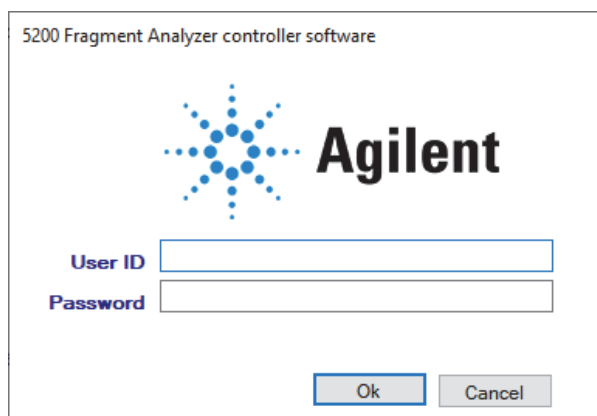 5200 Fragment Analyzer controller software
Agilent
User ID
Password
Ok Cancel